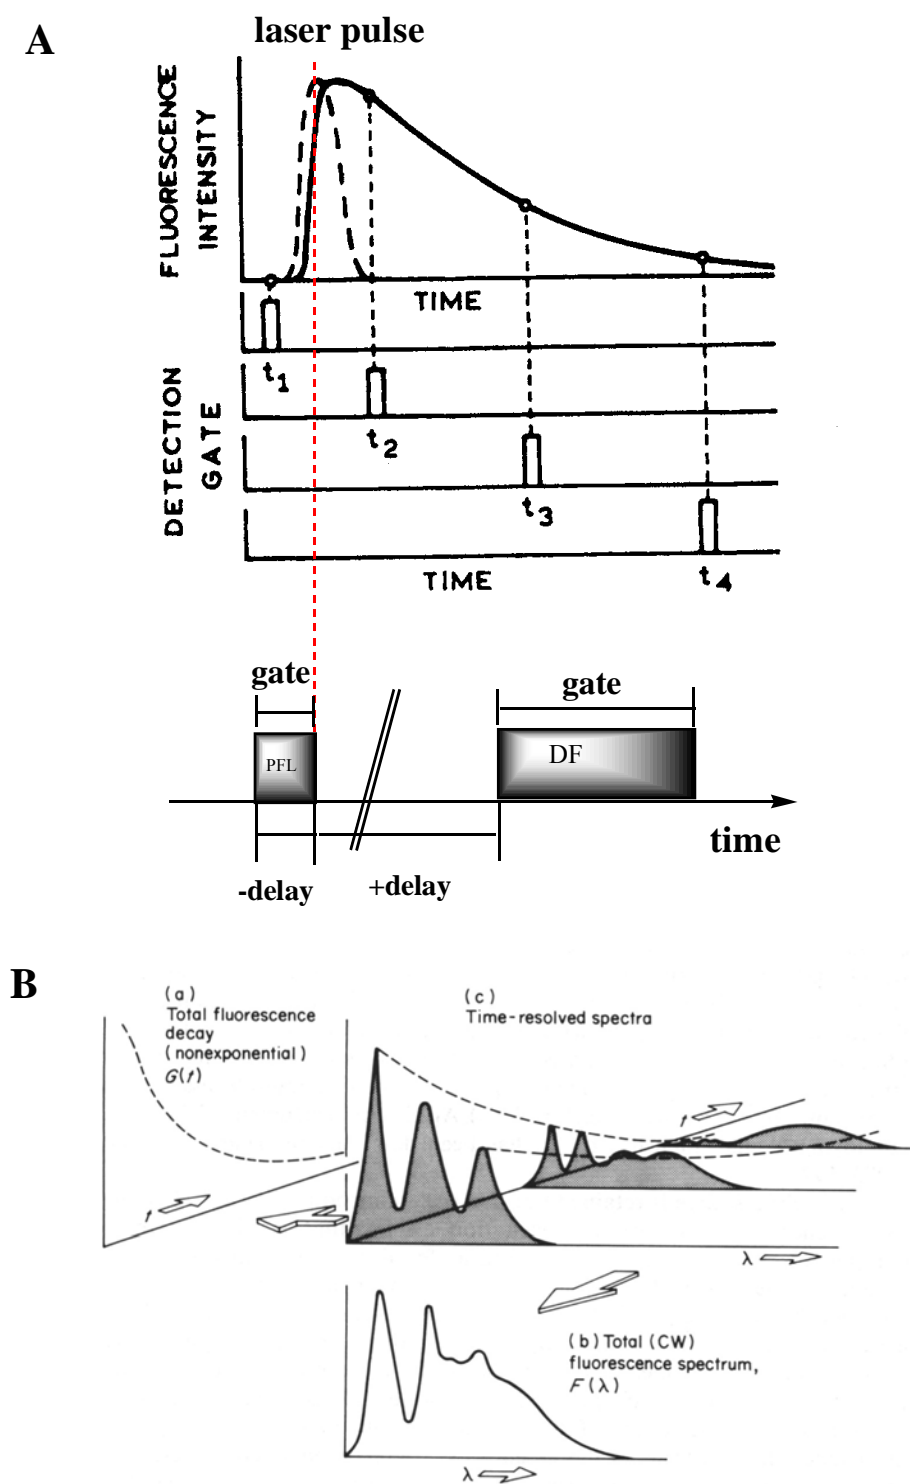 A
laser pulse
FLUORESCENCE
INTENSITY
TIME
t1
t2
t3
t4
DETECTION
GATE
TIME
gate
gate
PFL
DF
time
-delay
+delay
B
(a)
Total fluorescence
decay
(nonexponential)
G(t)
(c)
Time-resolved spectra
t
t
λ
(b) Total (CW)
fluorescence spectrum,
F(λ)
λ